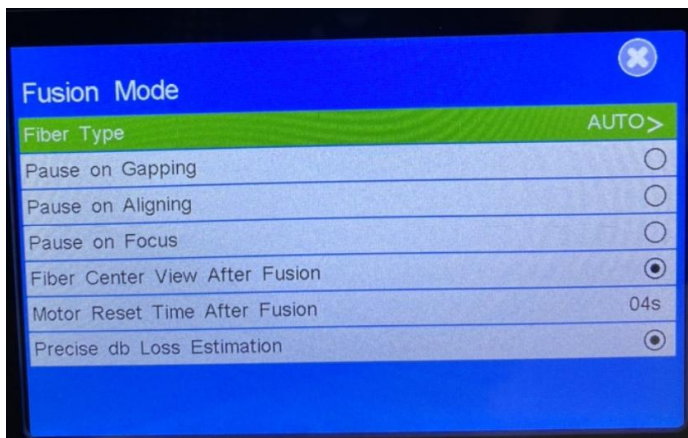 Fusion Mode
Fiber Type AUTO>
Pause on Gapping
Pause on Aligning
Pause on Focus
Fiber Center View After Fusion
Motor Reset Time After Fusion 04s
Precise db Loss Estimation